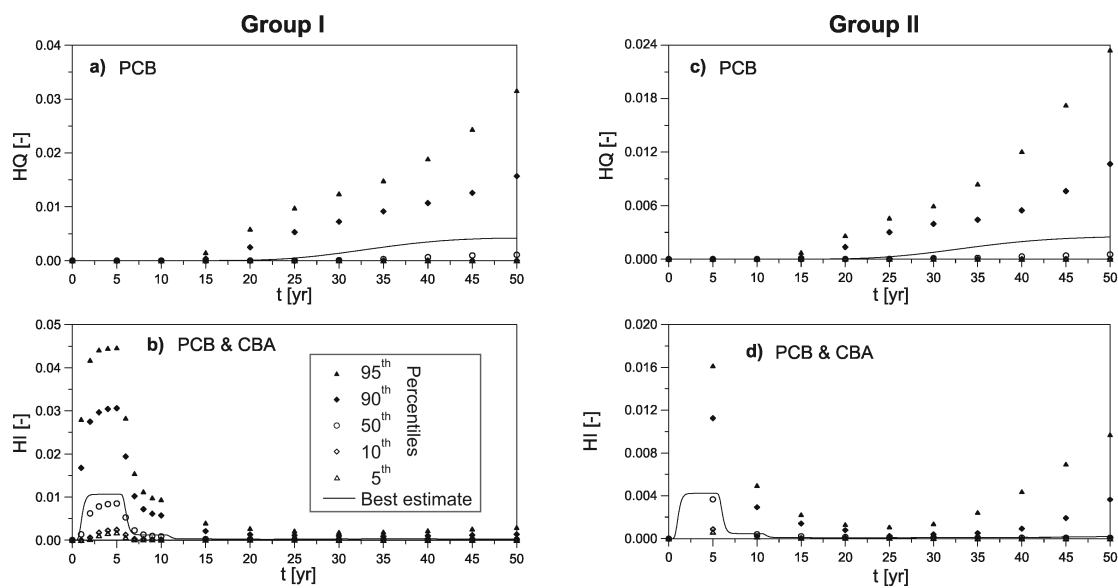 Group I
Group II
a) PCB
0.04
0.03
0.02
0.01
0.00
HQ [-]
0 5 10 15 20 25 30 35 40 45 50
t [yr]
c) PCB
0.024
0.018
0.012
0.006
0.000
HQ [-]
0 5 10 15 20 25 30 35 40 45 50
t [yr]
b) PCB & CBA
0.05
0.04
0.03
0.02
0.01
0.00
HI [-]
95th
90th
50th
10th
5th
Percentiles
Best estimate
0 5 10 15 20 25 30 35 40 45 50
t [yr]
d) PCB & CBA
0.020
0.016
0.012
0.008
0.004
0.000
HI [-]
0 5 10 15 20 25 30 35 40 45 50
t [yr]